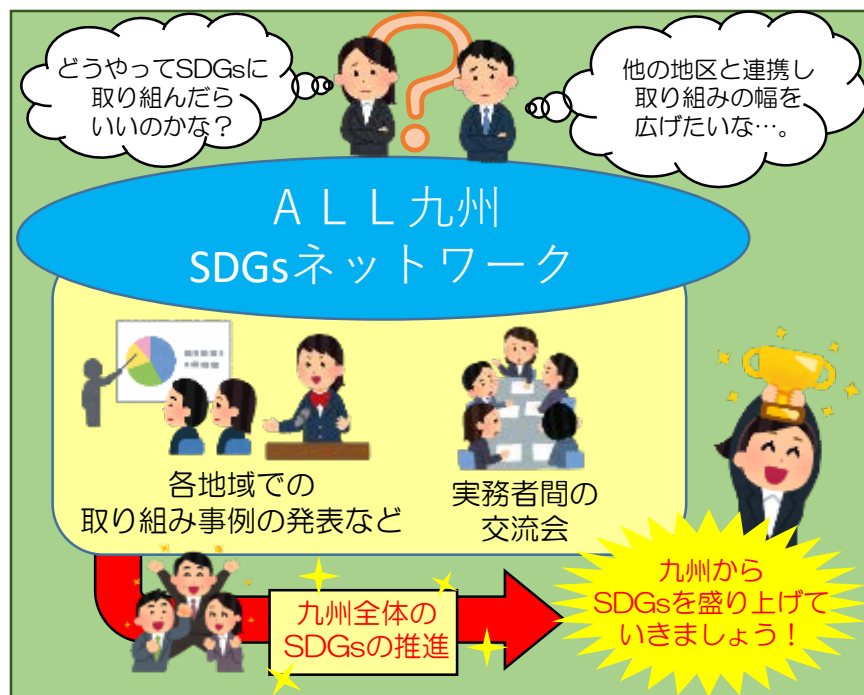 どうやってSDGsに
取り組んだら
いいのかな？
他の地区と連携し
取り組みの幅を
広げたいな…。
ＡＬＬ九州
SDGsネットワーク
各地域での
取り組み事例の発表など
実務者間の
交流会
九州全体の
SDGsの推進
九州から
SDGsを盛り上げて
いきましょう！